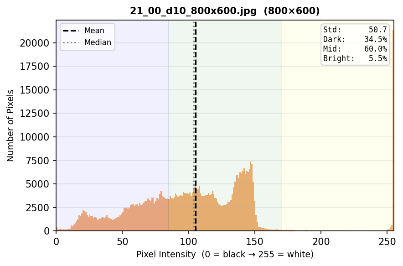 21_00_d10_800x600.jpg  (800×600)
Mean
Median
Std: 50.7
Dark: 34.5%
Mid: 60.0%
Bright: 5.5%
Number of Pixels
20000
17500
15000
12500
10000
7500
5000
2500
0
0 50 100 150 200 250
Pixel Intensity  (0 = black → 255 = white)